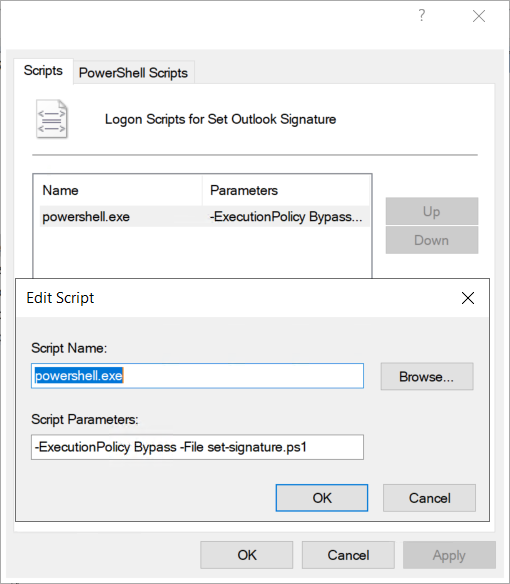 ?
Scripts
PowerShell Scripts
Logon Scripts for Set Outlook Signature
Name Parameters
powershell.exe -ExecutionPolicy Bypass...
Up
Down
Edit Script
Script Name:
powershell.exe
Browse...
Script Parameters:
-ExecutionPolicy Bypass -File set-signature.ps1
OK
Cancel
OK
Cancel
Apply